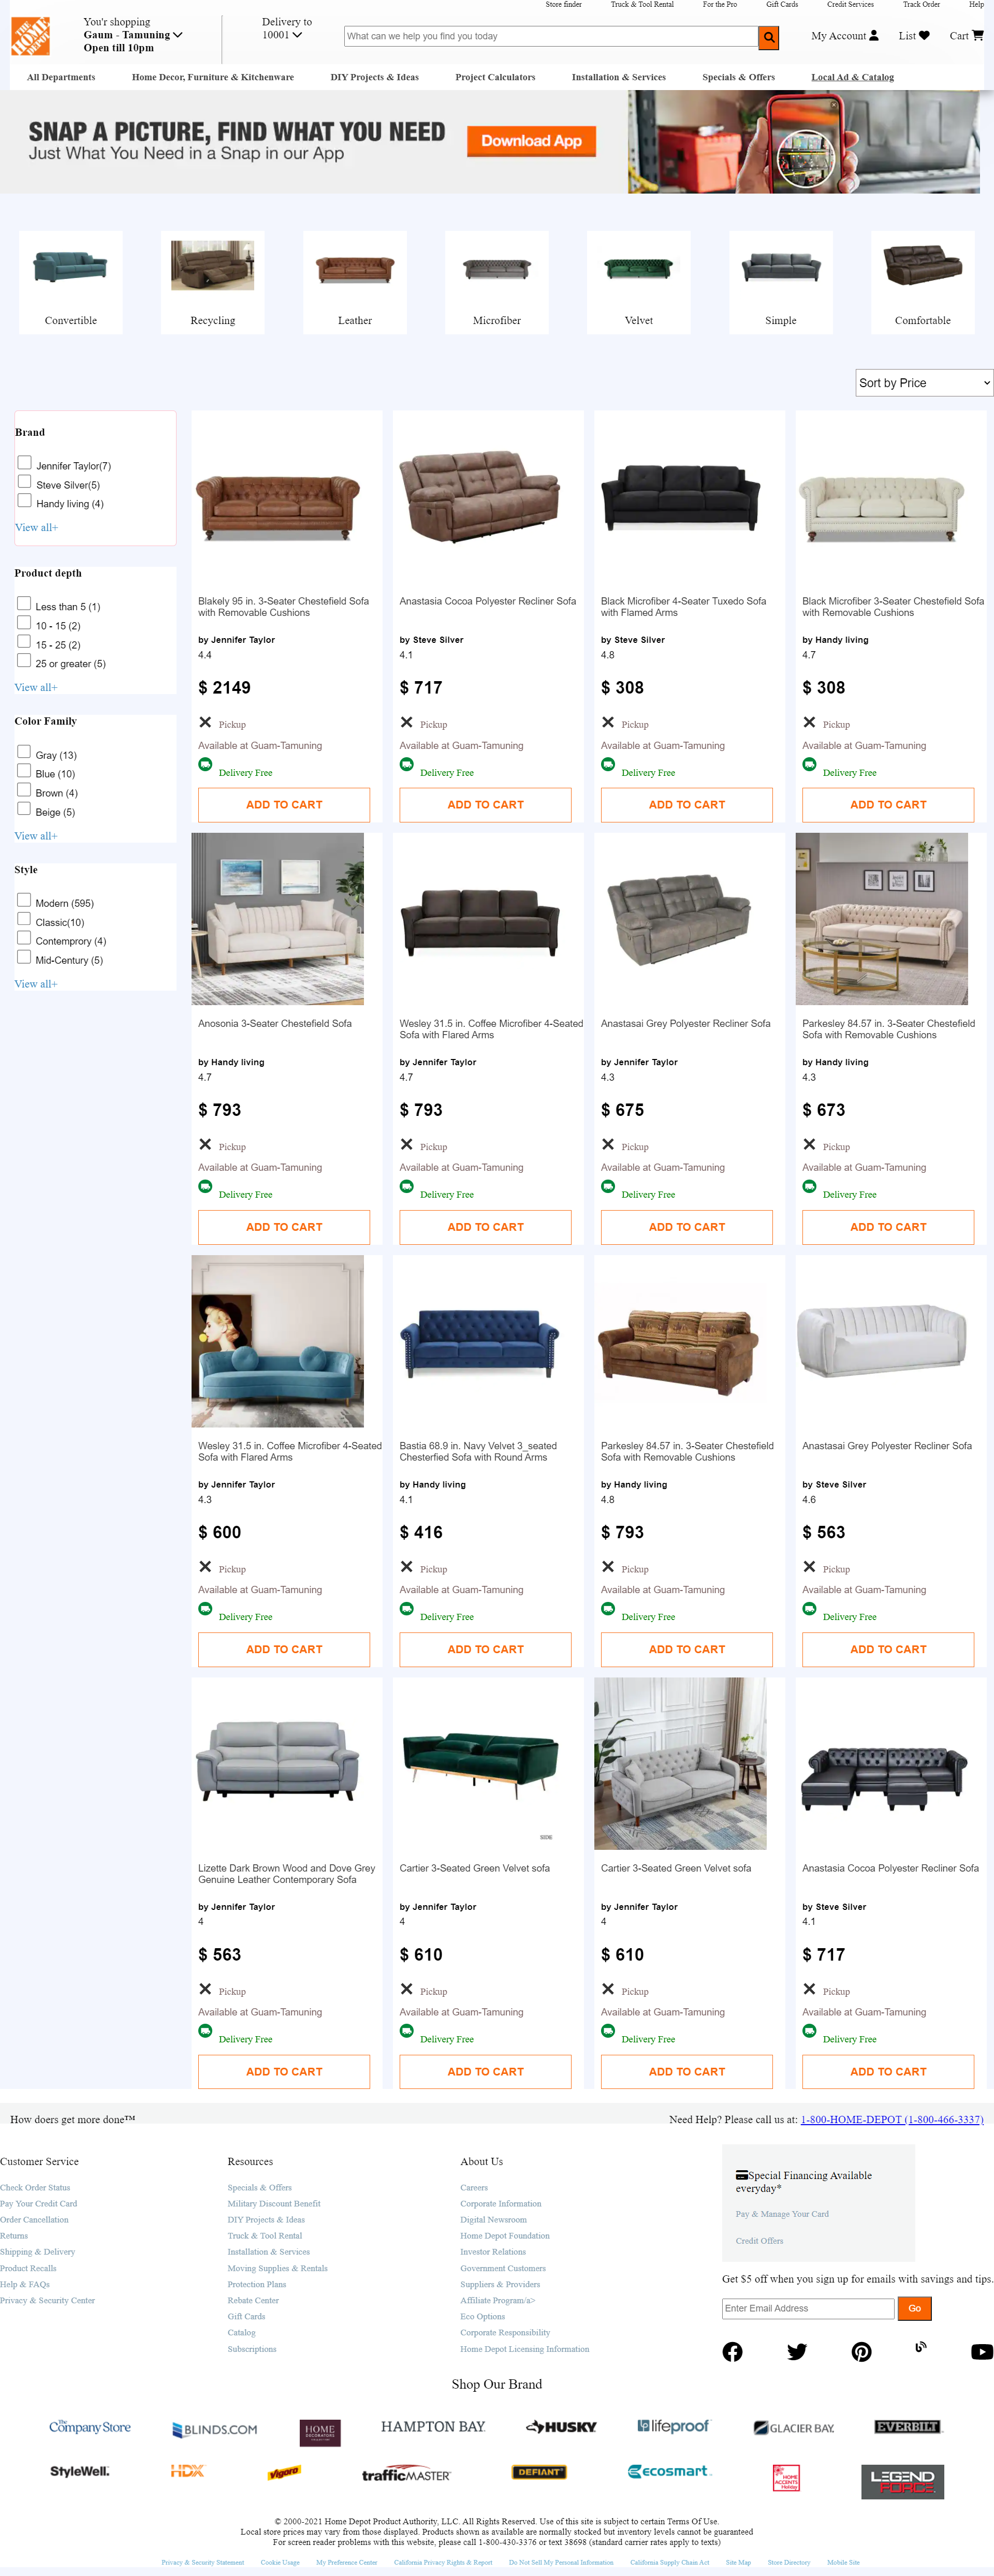 Store finder Truck & Tool Rental For the Pro Gift Cards Credit Services Track Order Help
THE HOME DEPOT
You'r shopping
Gaum - Tamuning
Open till 10pm
Delivery to
10001
What can we help you find you today
My Account List Cart
All Departments Home Decor, Furniture & Kitchenware DIY Projects & Ideas Project Calculators Installation & Services Specials & Offers Local Ad & Catalog
SNAP A PICTURE, FIND WHAT YOU NEED
Just What You Need in a Snap in our App
Download App
Convertible Recycling Leather Microfiber Velvet Simple Comfortable
Sort by Price
Brand
Jennifer Taylor(7)
Steve Silver(5)
Handy living (4)
View all+
Product depth
Less than 5 (1)
10 - 15 (2)
15 - 25 (2)
25 or greater (5)
View all+
Color Family
Gray (13)
Blue (10)
Brown (4)
Beige (5)
View all+
Style
Modern (595)
Classic(10)
Contemprory (4)
Mid-Century (5)
View all+
Blakely 95 in. 3-Seater Chestefield Sofa
with Removable Cushions
by Jennifer Taylor
4.4
$ 2149
Pickup
Available at Guam-Tamuning
Delivery Free
ADD TO CART
Anastasia Cocoa Polyester Recliner Sofa
by Steve Silver
4.1
$ 717
Pickup
Available at Guam-Tamuning
Delivery Free
ADD TO CART
Black Microfiber 4-Seater Tuxedo Sofa
with Flamed Arms
by Steve Silver
4.8
$ 308
Pickup
Available at Guam-Tamuning
Delivery Free
ADD TO CART
Black Microfiber 3-Seater Chestefield Sofa
with Removable Cushions
by Handy living
4.7
$ 308
Pickup
Available at Guam-Tamuning
Delivery Free
ADD TO CART
Anosonia 3-Seater Chestefield Sofa
by Handy living
4.7
$ 793
Pickup
Available at Guam-Tamuning
Delivery Free
ADD TO CART
Wesley 31.5 in. Coffee Microfiber 4-Seated
Sofa with Flared Arms
by Jennifer Taylor
4.7
$ 793
Pickup
Available at Guam-Tamuning
Delivery Free
ADD TO CART
Anastasai Grey Polyester Recliner Sofa
by Jennifer Taylor
4.3
$ 675
Pickup
Available at Guam-Tamuning
Delivery Free
ADD TO CART
Parkesley 84.57 in. 3-Seater Chestefield
Sofa with Removable Cushions
by Handy living
4.3
$ 673
Pickup
Available at Guam-Tamuning
Delivery Free
ADD TO CART
Wesley 31.5 in. Coffee Microfiber 4-Seated
Sofa with Flared Arms
by Jennifer Taylor
4.3
$ 600
Pickup
Available at Guam-Tamuning
Delivery Free
ADD TO CART
Bastia 68.9 in. Navy Velvet 3_seated
Chesterfied Sofa with Round Arms
by Handy living
4.1
$ 416
Pickup
Available at Guam-Tamuning
Delivery Free
ADD TO CART
Parkesley 84.57 in. 3-Seater Chestefield
Sofa with Removable Cushions
by Handy living
4.8
$ 793
Pickup
Available at Guam-Tamuning
Delivery Free
ADD TO CART
Anastasai Grey Polyester Recliner Sofa
by Steve Silver
4.6
$ 563
Pickup
Available at Guam-Tamuning
Delivery Free
ADD TO CART
Lizette Dark Brown Wood and Dove Grey
Genuine Leather Contemporary Sofa
by Jennifer Taylor
4
$ 563
Pickup
Available at Guam-Tamuning
Delivery Free
ADD TO CART
SIDE
Cartier 3-Seated Green Velvet sofa
by Jennifer Taylor
4
$ 610
Pickup
Available at Guam-Tamuning
Delivery Free
ADD TO CART
Cartier 3-Seated Green Velvet sofa
by Jennifer Taylor
4
$ 610
Pickup
Available at Guam-Tamuning
Delivery Free
ADD TO CART
Anastasia Cocoa Polyester Recliner Sofa
by Steve Silver
4.1
$ 717
Pickup
Available at Guam-Tamuning
Delivery Free
ADD TO CART
How doers get more done™
Need Help? Please call us at: 1-800-HOME-DEPOT (1-800-466-3337)
Customer Service
Check Order Status
Pay Your Credit Card
Order Cancellation
Returns
Shipping & Delivery
Product Recalls
Help & FAQs
Privacy & Security Center
Resources
Specials & Offers
Military Discount Benefit
DIY Projects & Ideas
Truck & Tool Rental
Installation & Services
Moving Supplies & Rentals
Protection Plans
Rebate Center
Gift Cards
Catalog
Subscriptions
About Us
Careers
Corporate Information
Digital Newsroom
Home Depot Foundation
Investor Relations
Government Customers
Suppliers & Providers
Affiliate Program/a>
Eco Options
Corporate Responsibility
Home Depot Licensing Information
Special Financing Available
everyday*
Pay & Manage Your Card
Credit Offers
Get $5 off when you sign up for emails with savings and tips.
Enter Email Address
Go
Shop Our Brand
The Company Store BLINDS.COM HOME DECORATORS HAMPTON BAY HUSKY lifeproof GLACIER BAY EVERBILT
StyleWell HDX Vigoro trafficMASTER DEFIANT ecosmart HOME ACCENTS Holiday LEGEND FORCE
© 2000-2021 Home Depot Product Authority, LLC. All Rights Reserved. Use of this site is subject to certain Terms Of Use.
Local store prices may vary from those displayed. Products shown as available are normally stocked but inventory levels cannot be guaranteed
For screen reader problems with this website, please call 1-800-430-3376 or text 38698 (standard carrier rates apply to texts)
Privacy & Security Statement Cookie Usage My Preference Center California Privacy Rights & Report Do Not Sell My Personal Information California Supply Chain Act Site Map Store Directory Mobile Site